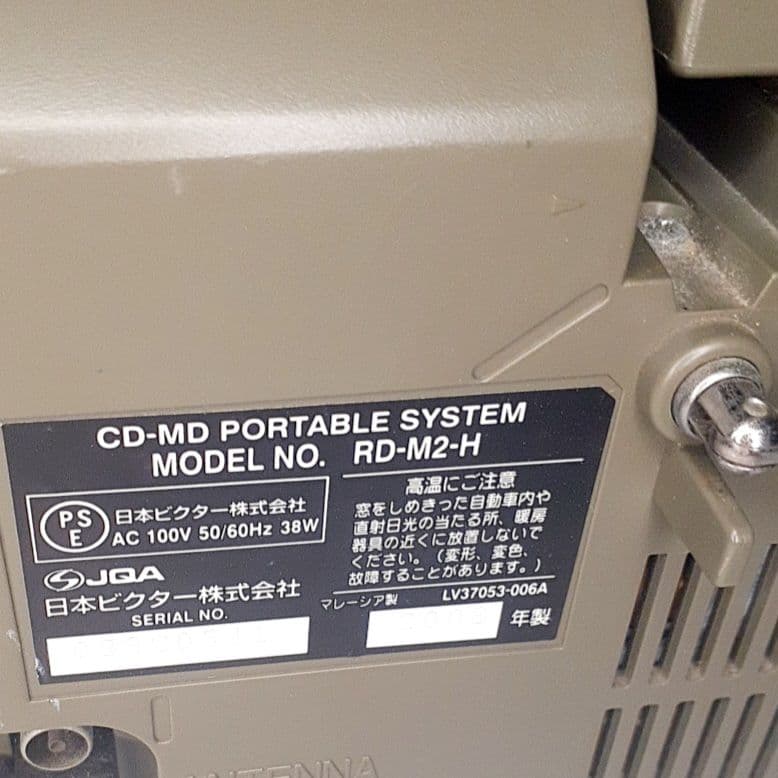 CD-MD PORTABLE SYSTEM
MODEL NO. RD-M2-H
PS
E
日本ビクター株式会社
AC 100V 50/60Hz 38W
JQA
日本ビクター株式会社
SERIAL NO.
高温にご注意
窓をしめきった自動車内や
直射日光の当たる所、暖房
器具の近くに放置しないで
ください。(変形、変色、
故障することがあります。)
マレーシア製
LV37053-006A
年製
ANTENNA